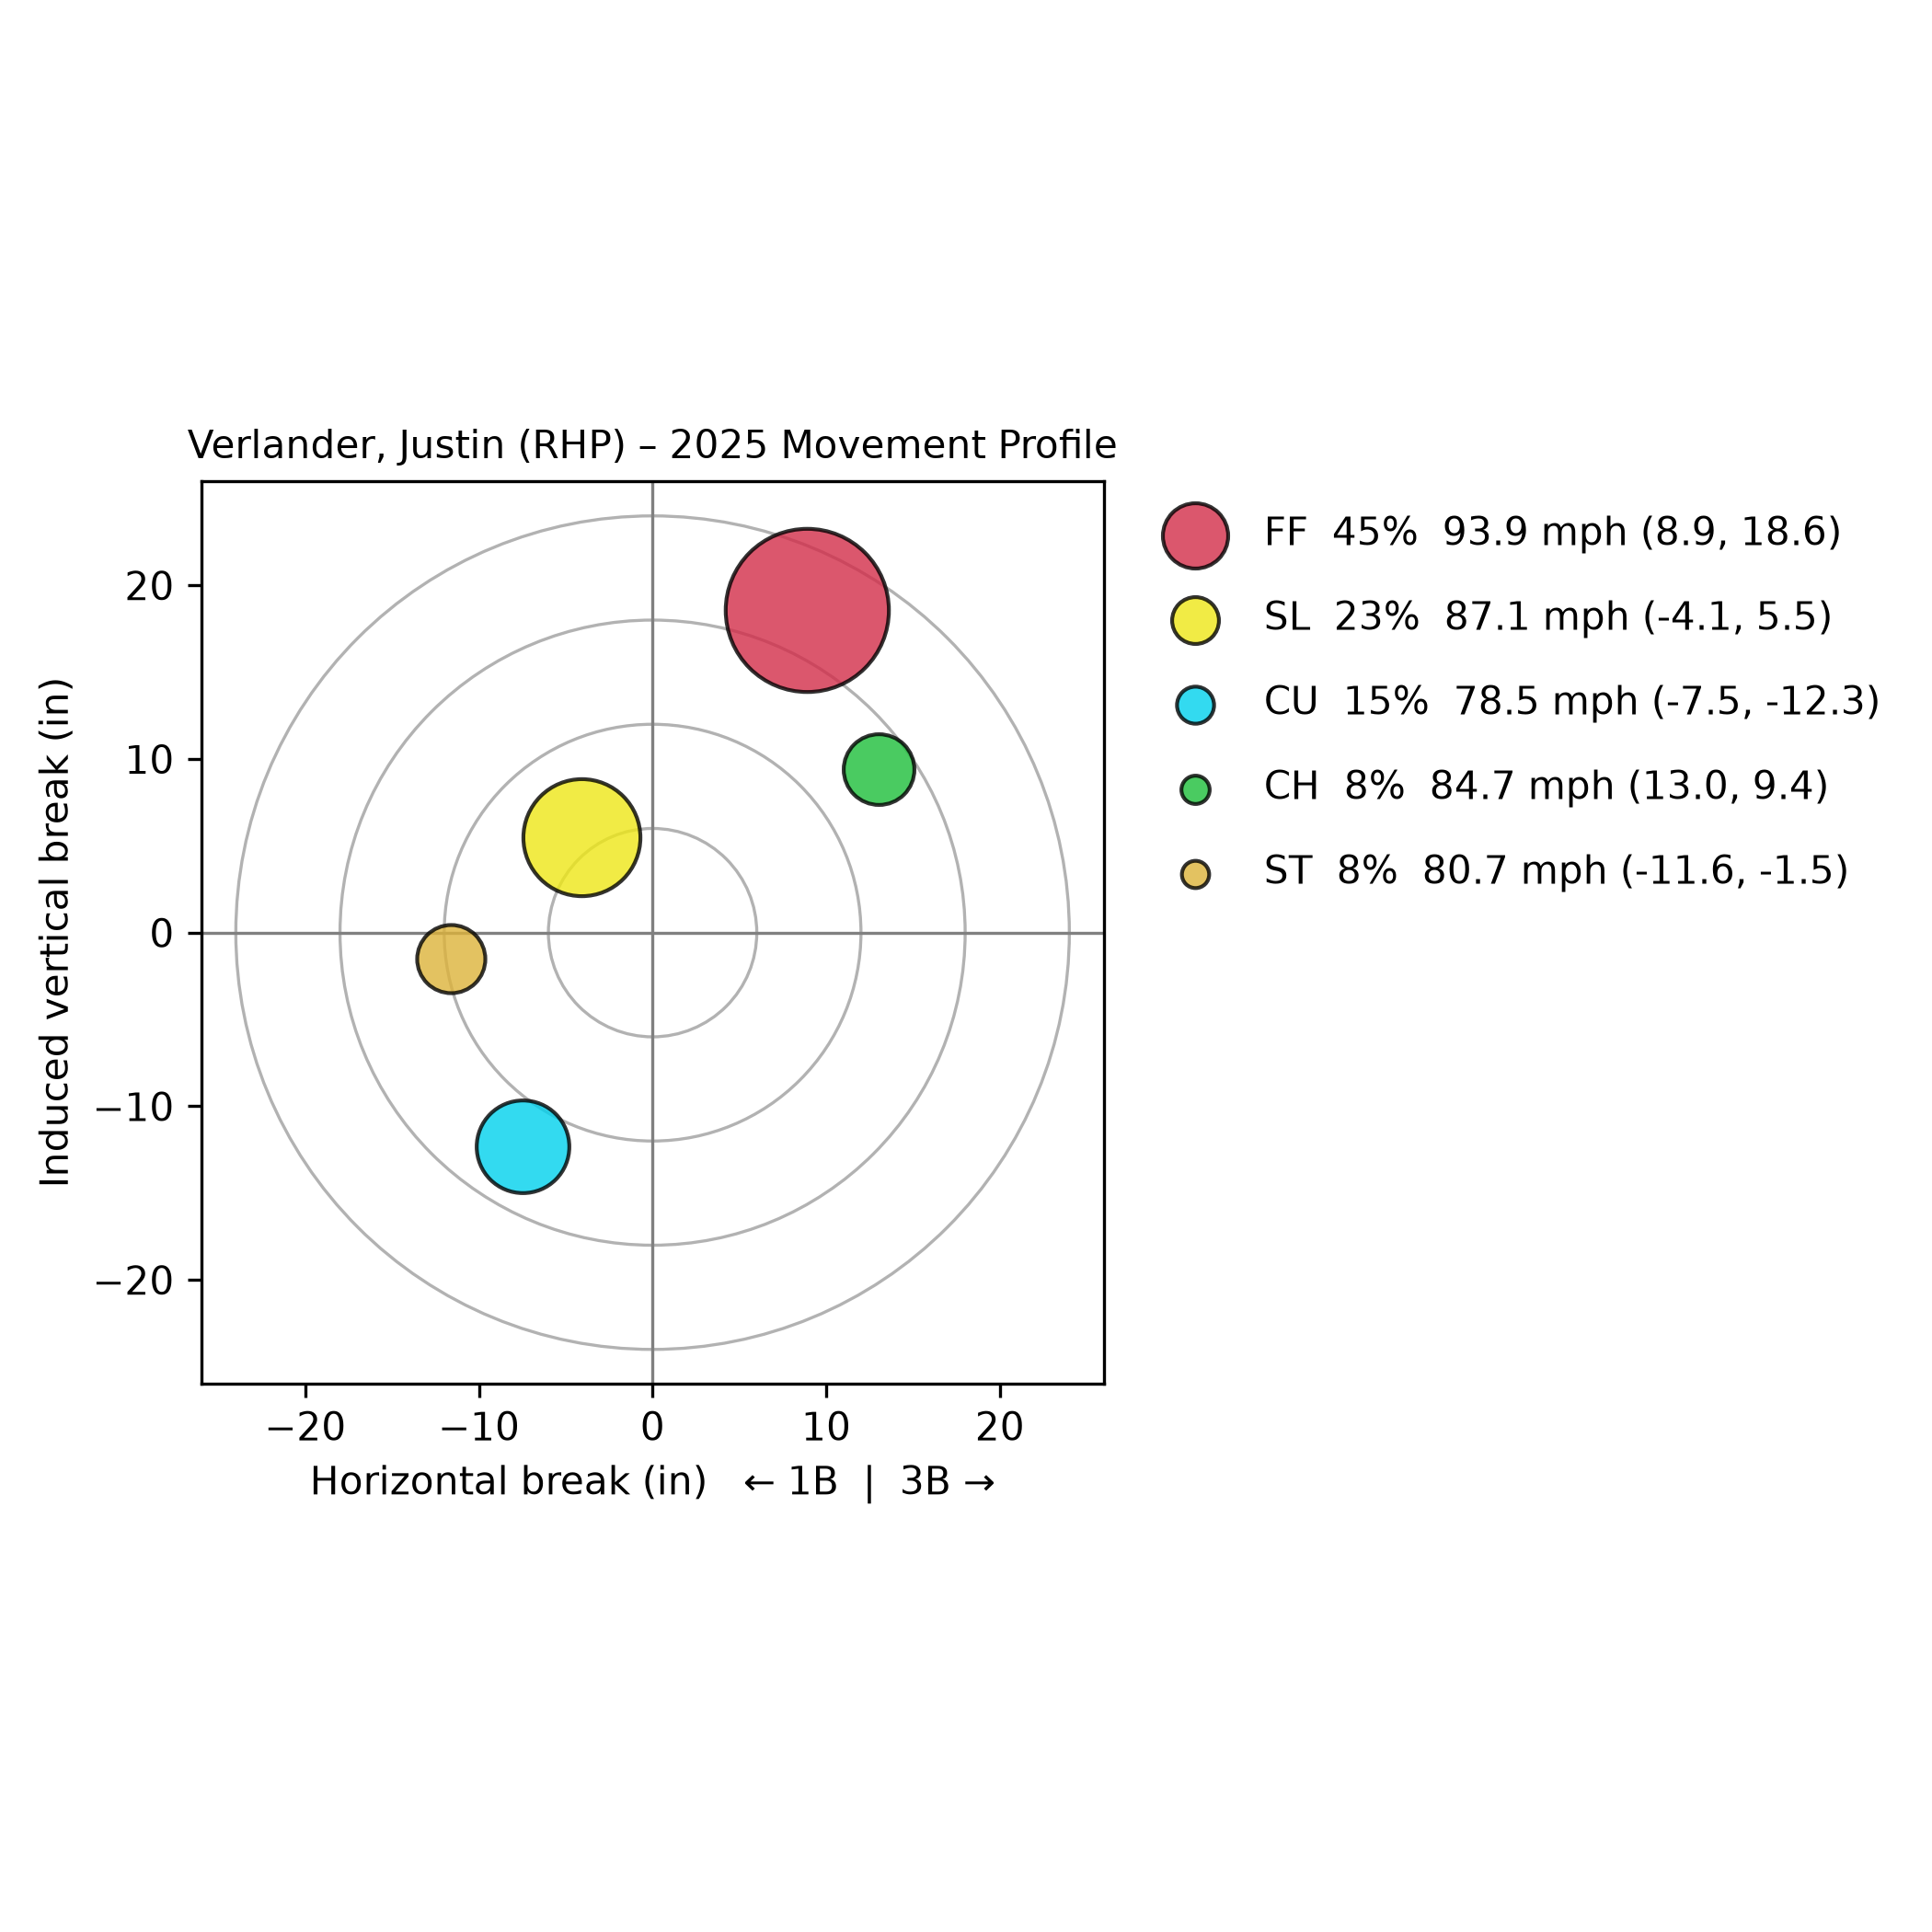 Verlander, Justin (RHP) – 2025 Movement Profile
FF 45% 93.9 mph (8.9, 18.6)
SL 23% 87.1 mph (-4.1, 5.5)
CU 15% 78.5 mph (-7.5, -12.3)
CH 8% 84.7 mph (13.0, 9.4)
ST 8% 80.7 mph (-11.6, -1.5)
Induced vertical break (in)
20
10
0
−10
−20
−20 −10 0 10 20
Horizontal break (in) ← 1B | 3B →